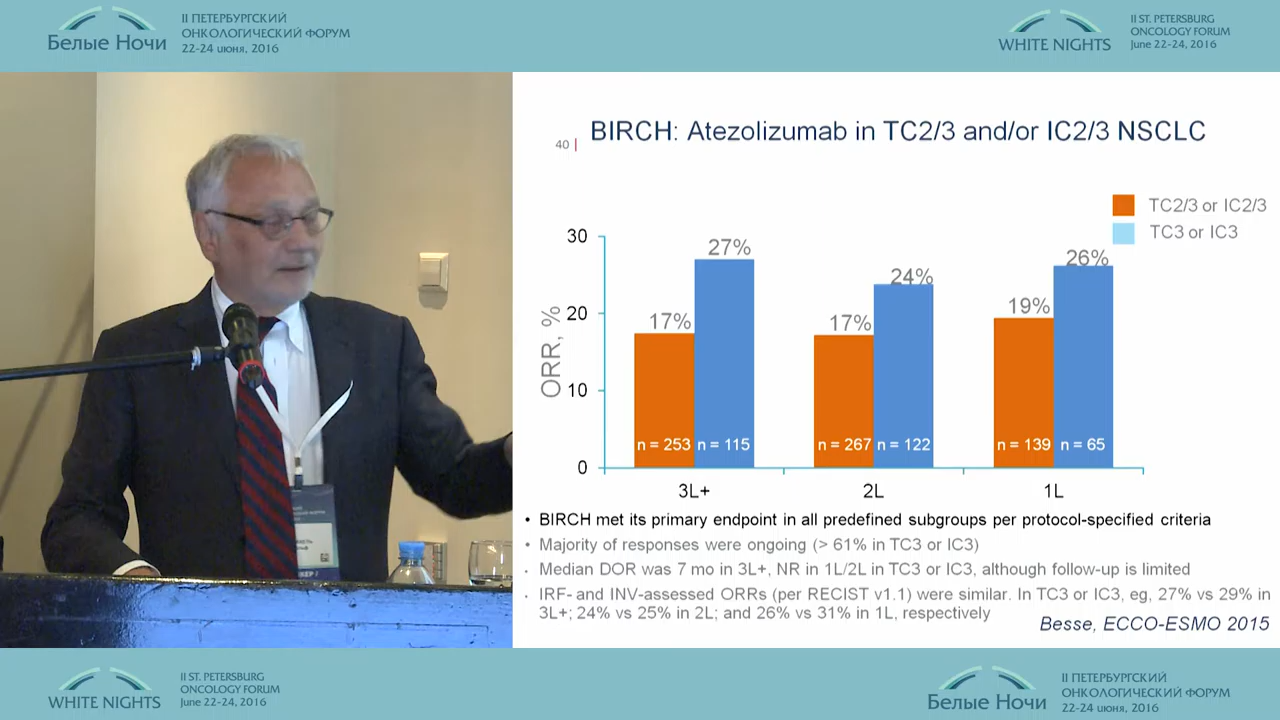 Белые Ночи
II ПЕТЕРБУРГСКИЙ
ОНКОЛОГИЧЕСКИЙ ФОРУМ
22-24 июня, 2016
WHITE NIGHTS
II ST. PETERSBURG
ONCOLOGY FORUM
June 22-24, 2016
40
BIRCH: Atezolizumab in TC2/3 and/or IC2/3 NSCLC
TC2/3 or IC2/3
TC3 or IC3
ORR, %
30
20
10
0
17%
27%
17%
24%
19%
26%
n = 253
n = 115
n = 267
n = 122
n = 139
n = 65
3L+
2L
1L
• BIRCH met its primary endpoint in all predefined subgroups per protocol-specified criteria
• Majority of responses were ongoing (> 61% in TC3 or IC3)
• Median DOR was 7 mo in 3L+, NR in 1L/2L in TC3 or IC3, although follow-up is limited
• IRF- and INV-assessed ORRs (per RECIST v1.1) were similar. In TC3 or IC3, eg, 27% vs 29% in
3L+; 24% vs 25% in 2L; and 26% vs 31% in 1L, respectively
Besse, ECCO-ESMO 2015
WHITE NIGHTS
II ST. PETERSBURG
ONCOLOGY FORUM
June 22-24, 2016
Белые Ночи
II ПЕТЕРБУРГСКИЙ
ОНКОЛОГИЧЕСКИЙ ФОРУМ
22-24 июня, 2016